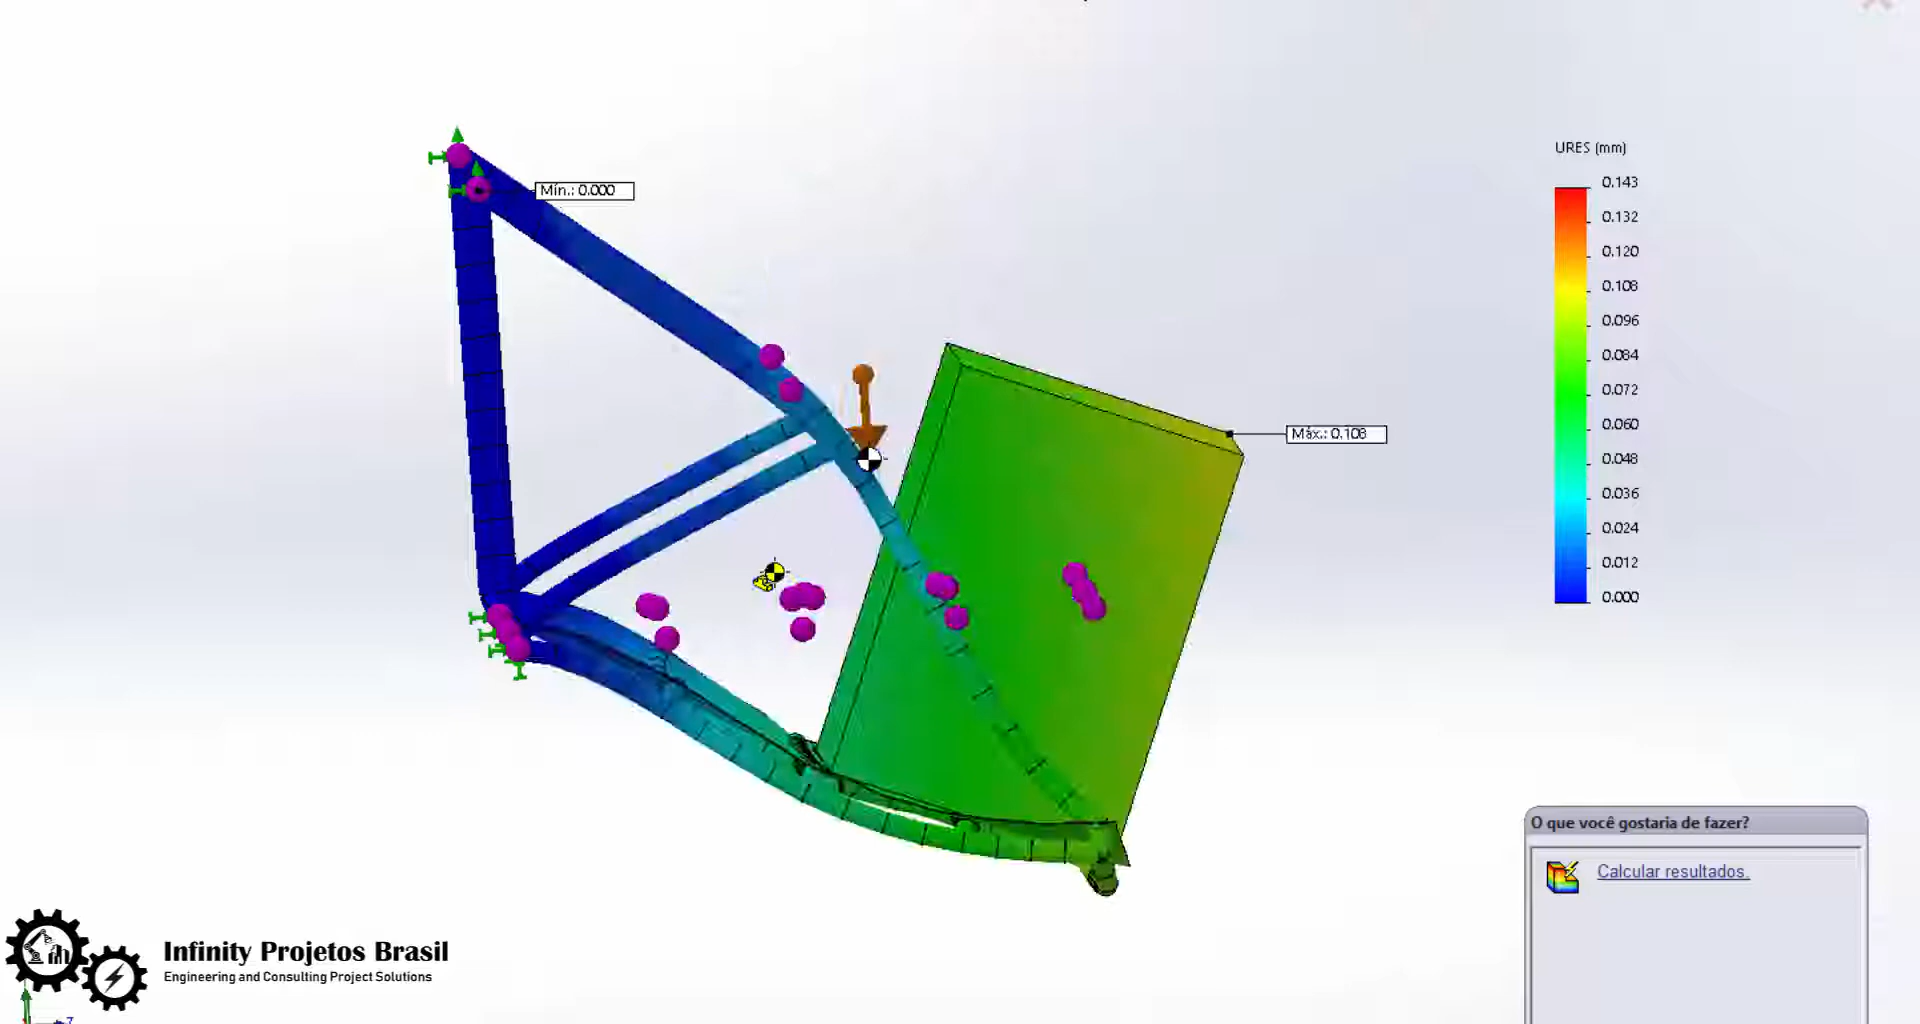 URES (mm)
0.143
0.132
0.120
0.108
0.096
0.084
0.072
0.060
0.048
0.036
0.024
0.012
0.000
Mín.: 0.000
Máx.: 0.108
O que você gostaria de fazer?
Calcular resultados.
Infinity Projetos Brasil
Engineering and Consulting Project Solutions
Z